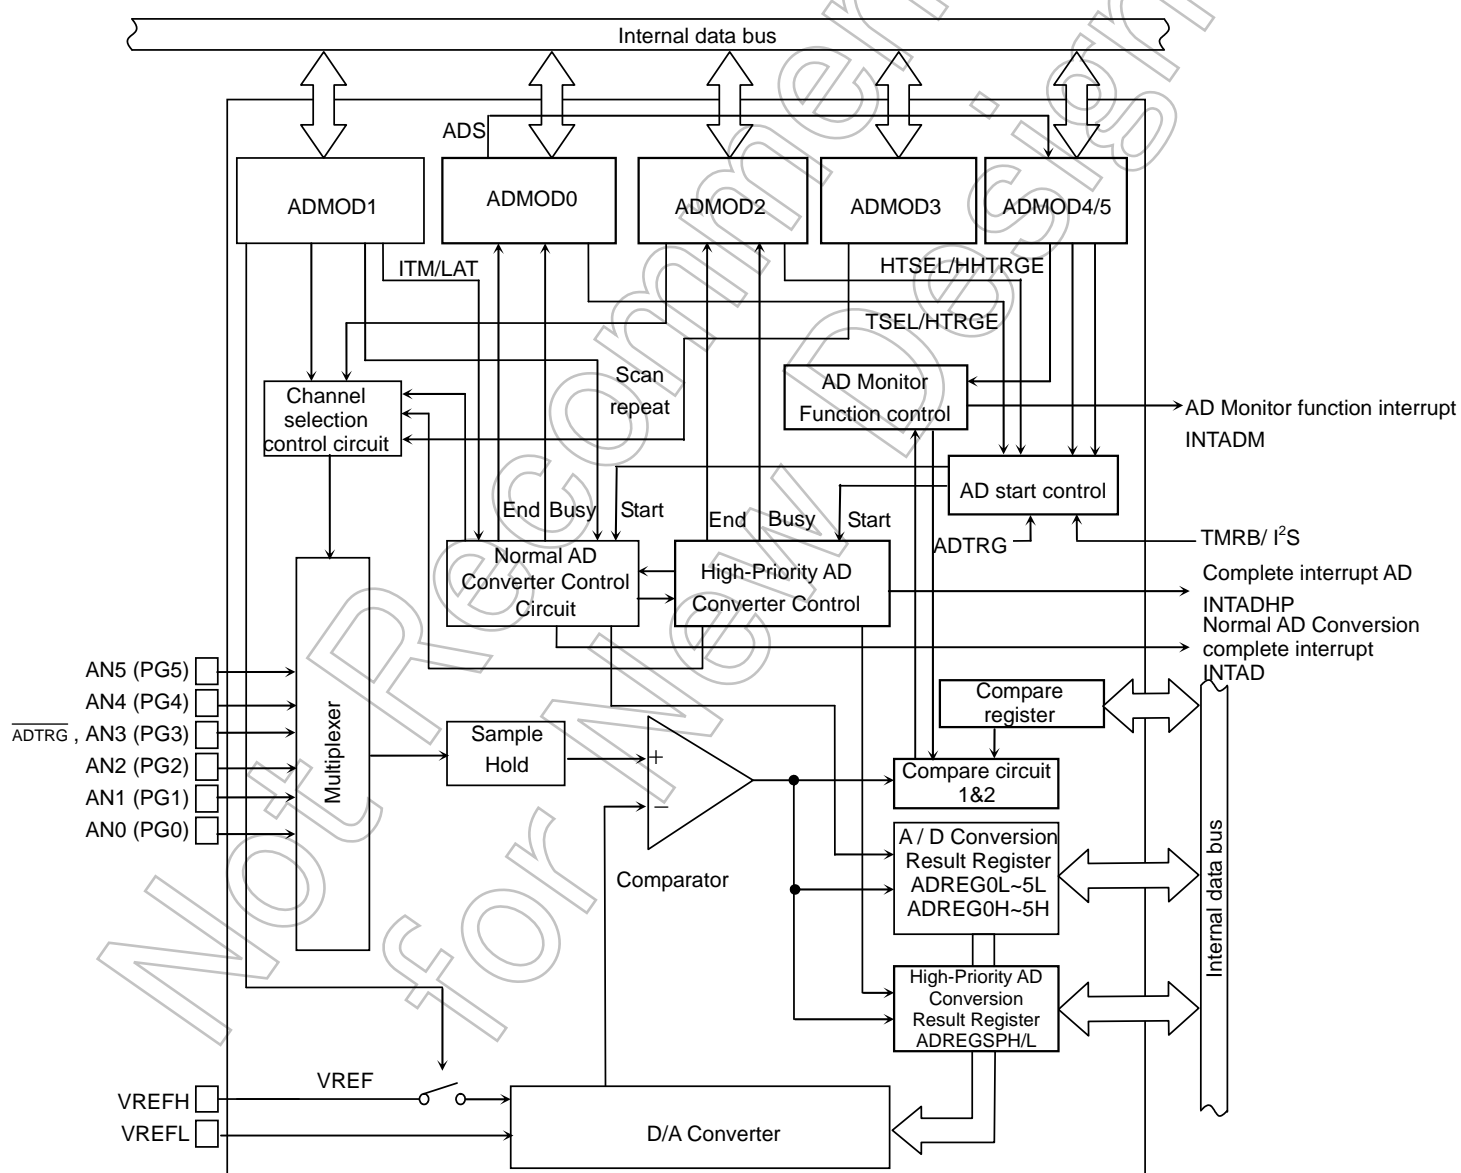 Internal data bus
ADS
ADMOD1
ADMOD0
ADMOD2
ADMOD3
ADMOD4/5
ITM/LAT
HTSEL/HHTRGE
TSEL/HTRGE
Scan
repeat
Channel
selection
control circuit
AD Monitor
Function control
AD Monitor function interrupt
INTADM
AD start control
End
Busy
Start
End
Busy
Start
ADTRG
TMRB/ I²S
Normal AD
Converter Control
Circuit
High-Priority AD
Converter Control
Complete interrupt AD
INTADHP
Normal AD Conversion
complete interrupt
INTAD
AN5 (PG5)
AN4 (PG4)
ADTRG , AN3 (PG3)
AN2 (PG2)
AN1 (PG1)
AN0 (PG0)
Multiplexer
Sample
Hold
+
−
Comparator
Compare
register
Compare circuit
1&2
A / D Conversion
Result Register
ADREG0L~5L
ADREG0H~5H
High-Priority AD
Conversion
Result Register
ADREGSPH/L
Internal data bus
VREF
VREFH
VREFL
D/A Converter
Not Recommen
for New Design